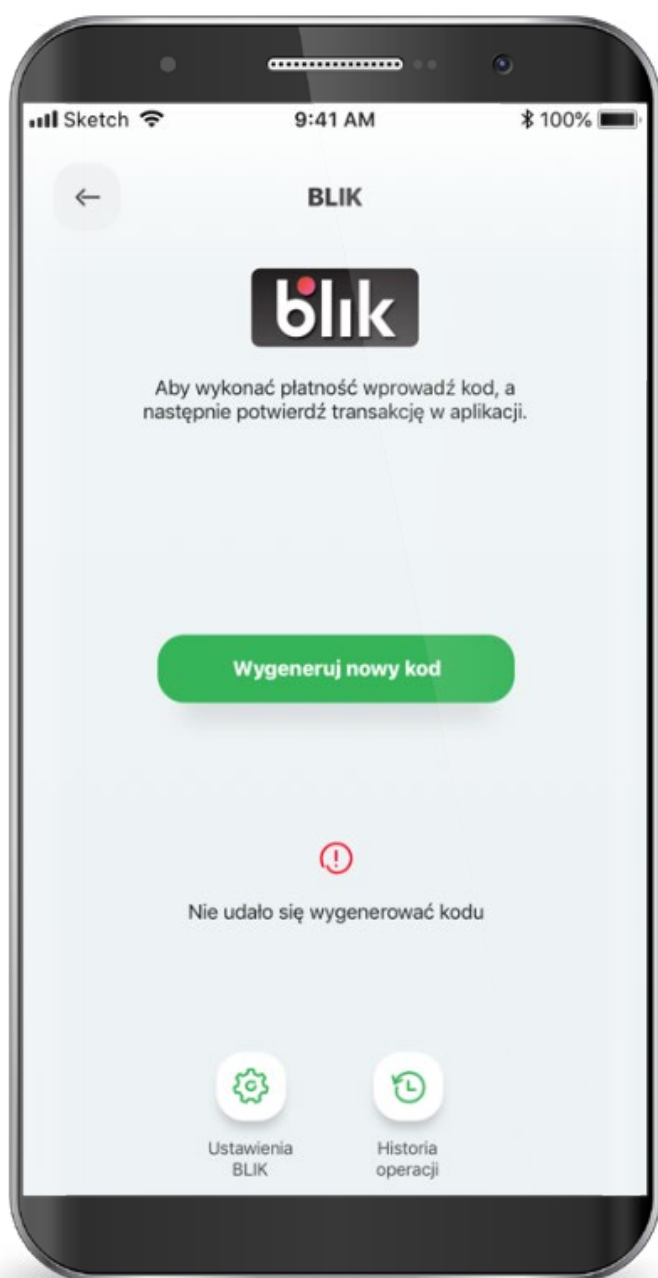 Sketch
9:41 AM
100%
BLIK
blik
Aby wykonać płatność wprowadź kod, a
następnie potwierdź transakcję w aplikacji.
Wygeneruj nowy kod
Nie udało się wygenerować kodu
Ustawienia
BLIK
Historia
operacji